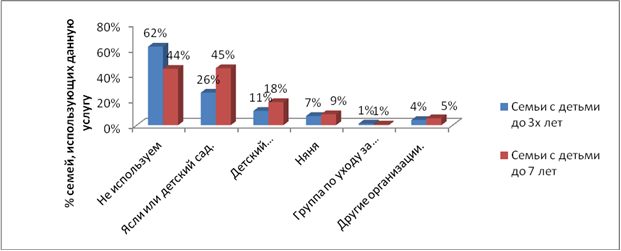 % семей, использующих данную
услугу
80%
60%
40%
20%
0%
62%
44%
26%
45%
11%
18%
7%
9%
1%
1%
4%
5%
Не используем
Ясли или детский сад.
Детский…
Няня
Группа по уходу за…
Другие организации.
Семьи с детьми
до 3х лет
Семьи с детьми
до 7 лет